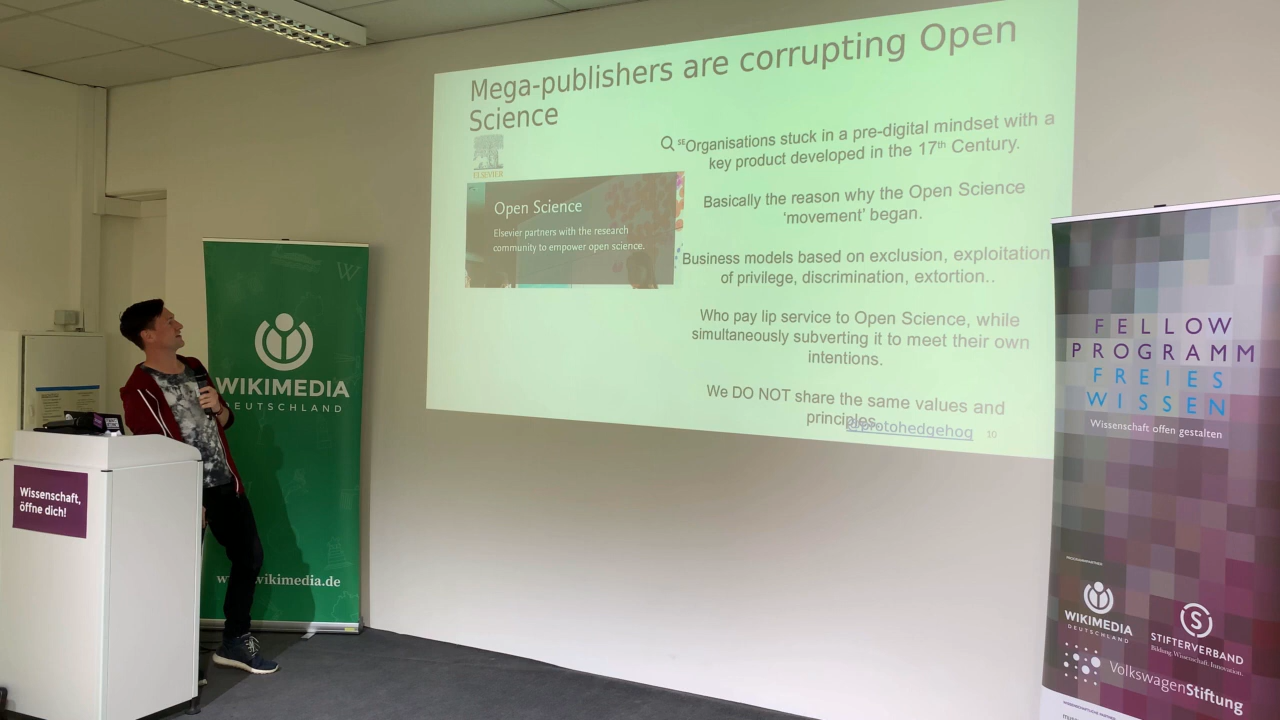 Mega-publishers are corrupting Open
Science
SE Organisations stuck in a pre-digital mindset with a
key product developed in the 17th Century.
ELSEVIER
Open Science
Elsevier partners with the research
community to empower open science.
Basically the reason why the Open Science
'movement' began.
Business models based on exclusion, exploitation
of privilege, discrimination, extortion..
Who pay lip service to Open Science, while
simultaneously subverting it to meet their own
intentions.
We DO NOT share the same values and
principles.
@protohedgehog
10
W
WIKIMEDIA
DEUTSCHLAND
wikimedia.de
Wissenschaft,
öffne dich!
FELLOW
PROGRAMM
FREIES
WISSEN
Wissenschaft offen gestalten
WIKIMEDIA
DEUTSCHLAND
S
STIFTERVERBAND
Bildung. Wissenschaft. Innovation.
VolkswagenStiftung